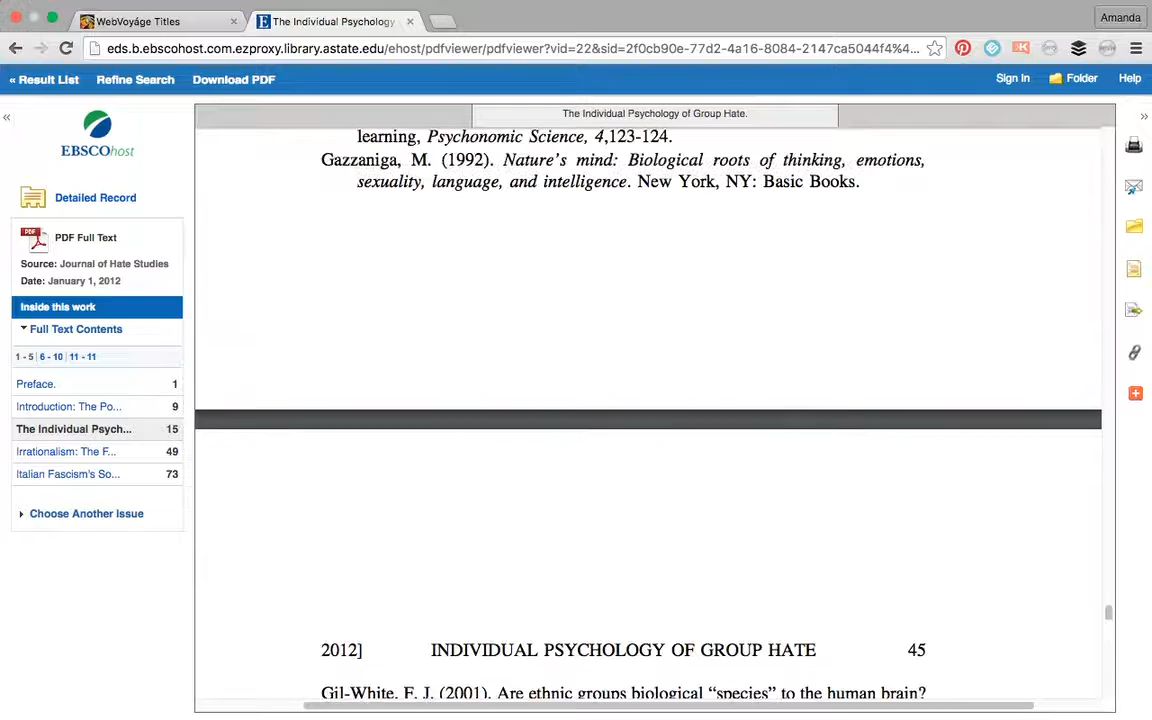 WebVoyáge Titles
The Individual Psychology
Amanda
eds.b.ebscohost.com.ezproxy.library.astate.edu/ehost/pdfviewer/pdfviewer?vid=22&sid=2f0cb90e-77d2-4a16-8084-2147ca5044f4%4...
« Result List Refine Search Download PDF
Sign In Folder Help
The Individual Psychology of Group Hate.
EBSCOhost
Detailed Record
PDF
PDF Full Text
Source: Journal of Hate Studies
Date: January 1, 2012
Inside this work
Full Text Contents
1 - 5 | 6 - 10 | 11 - 11
Preface. 1
Introduction: The Po... 9
The Individual Psych... 15
Irrationalism: The F... 49
Italian Fascism's So... 73
Choose Another Issue
learning, Psychonomic Science, 4,123-124.
Gazzaniga, M. (1992). Nature's mind: Biological roots of thinking, emotions,
sexuality, language, and intelligence. New York, NY: Basic Books.
2012] INDIVIDUAL PSYCHOLOGY OF GROUP HATE 45
Gil-White, F. J. (2001). Are ethnic groups biological "species" to the human brain?